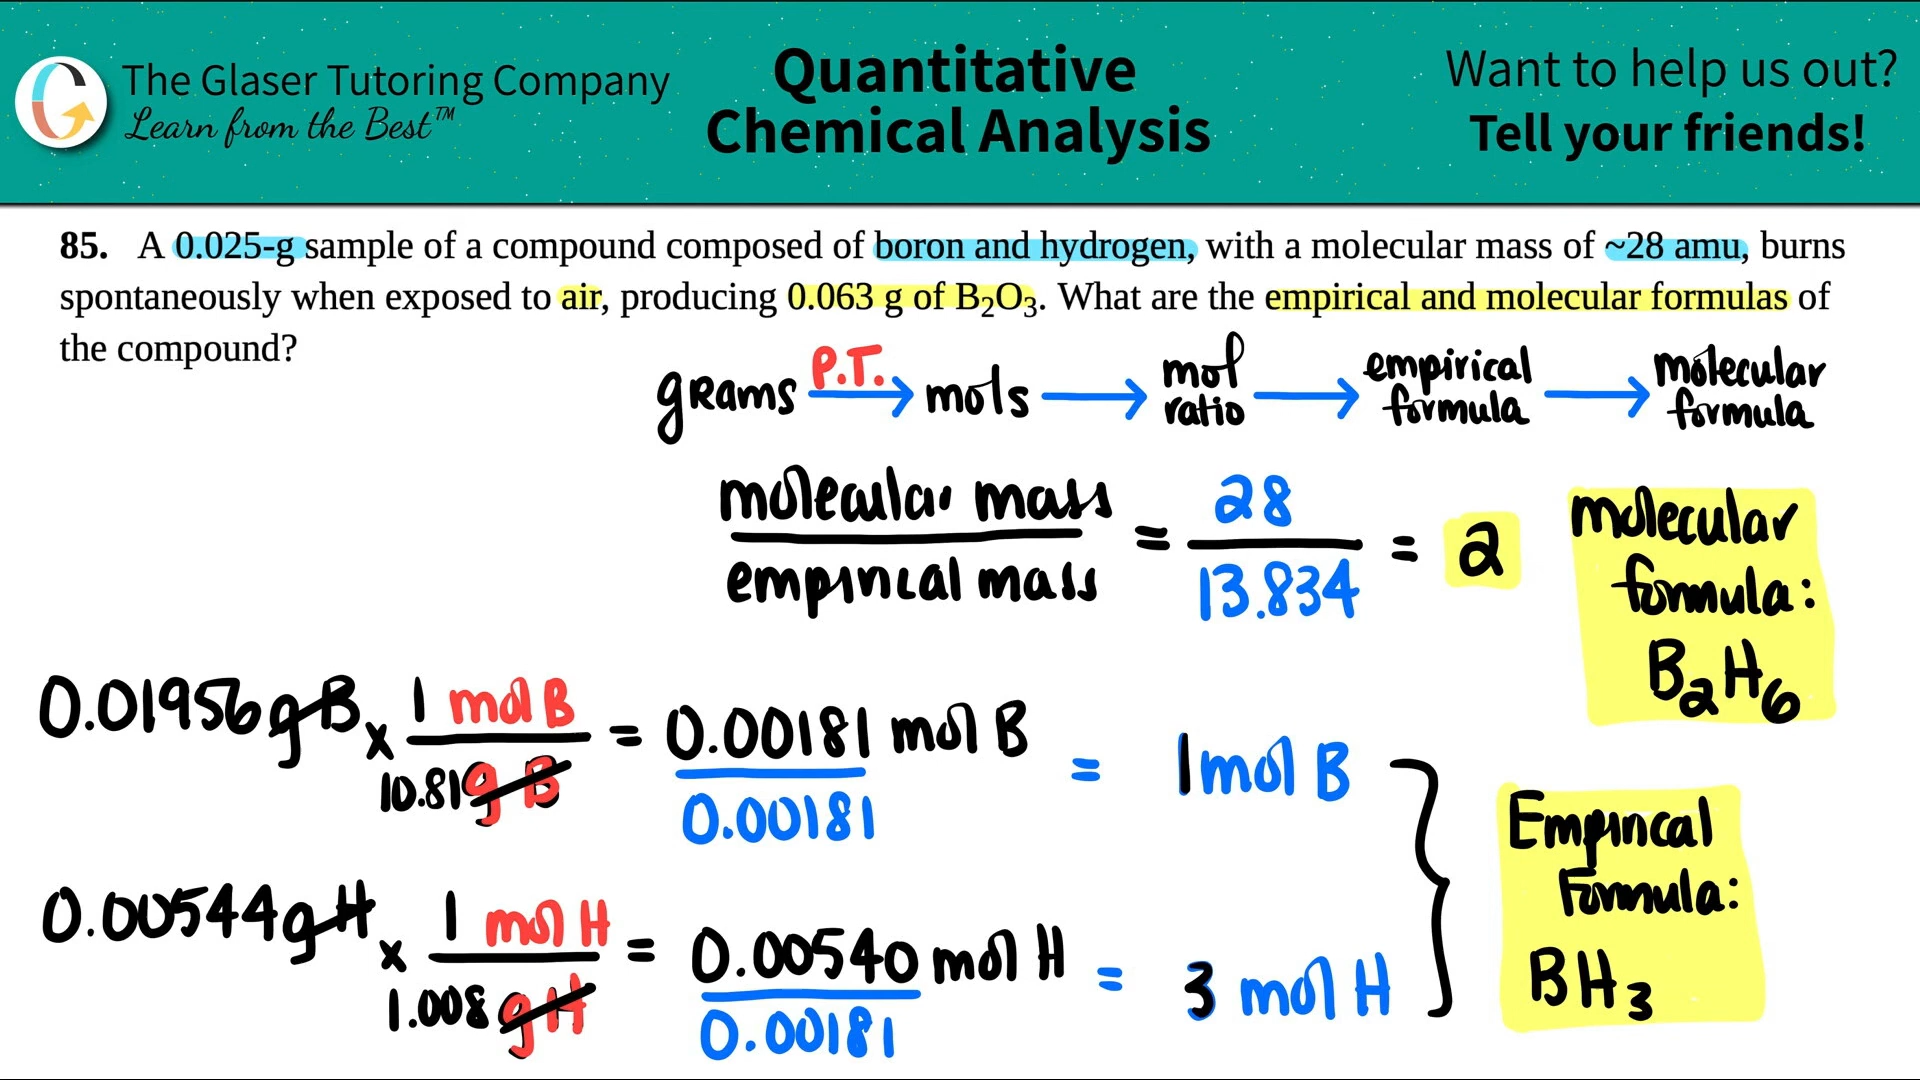 The Glaser Tutoring Company
Learn from the Best™
Quantitative
Chemical Analysis
Want to help us out?
Tell your friends!
85. A 0.025-g sample of a compound composed of boron and hydrogen, with a molecular mass of ~28 amu, burns
spontaneously when exposed to air, producing 0.063 g of B₂O₃. What are the empirical and molecular formulas of
the compound?
grams P.T. → mols → mol ratio → empirical formula → molecular formula
molecular mass / empirical mass = 28 / 13.834 = 2
molecular
formula:
B₂H₆
0.01956 g B x 1 mol B / 10.81 g B = 0.00181 mol B / 0.00181 = 1 mol B
0.00544 g H x 1 mol H / 1.008 g H = 0.00540 mol H / 0.00181 = 3 mol H
Empirical
Formula:
BH₃